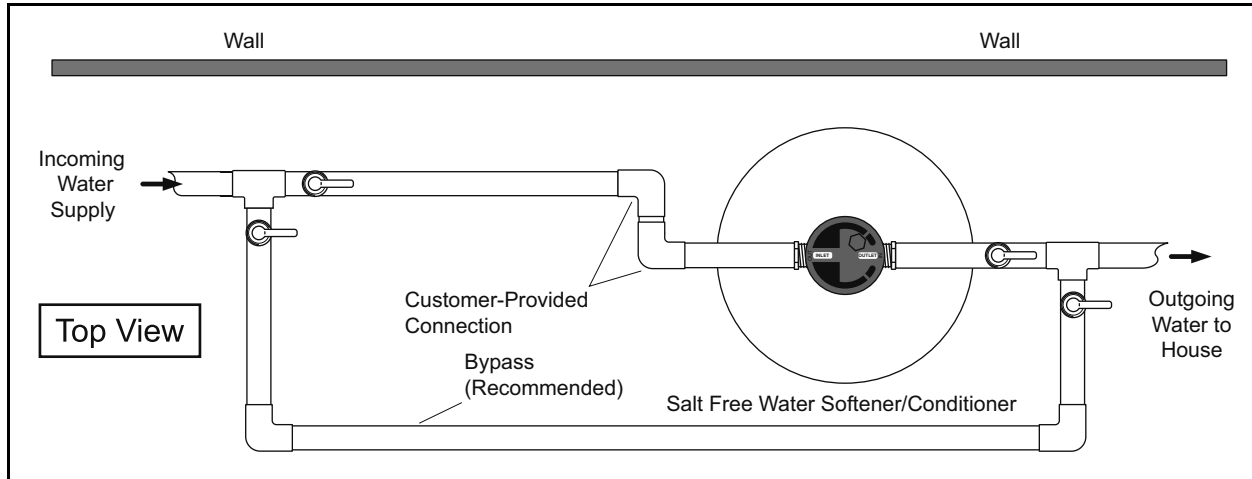 Wall
Wall
Incoming
Water
Supply
INLET
OUTLET
Customer-Provided
Connection
Outgoing
Water to
House
Top View
Bypass
(Recommended)
Salt Free Water Softener/Conditioner